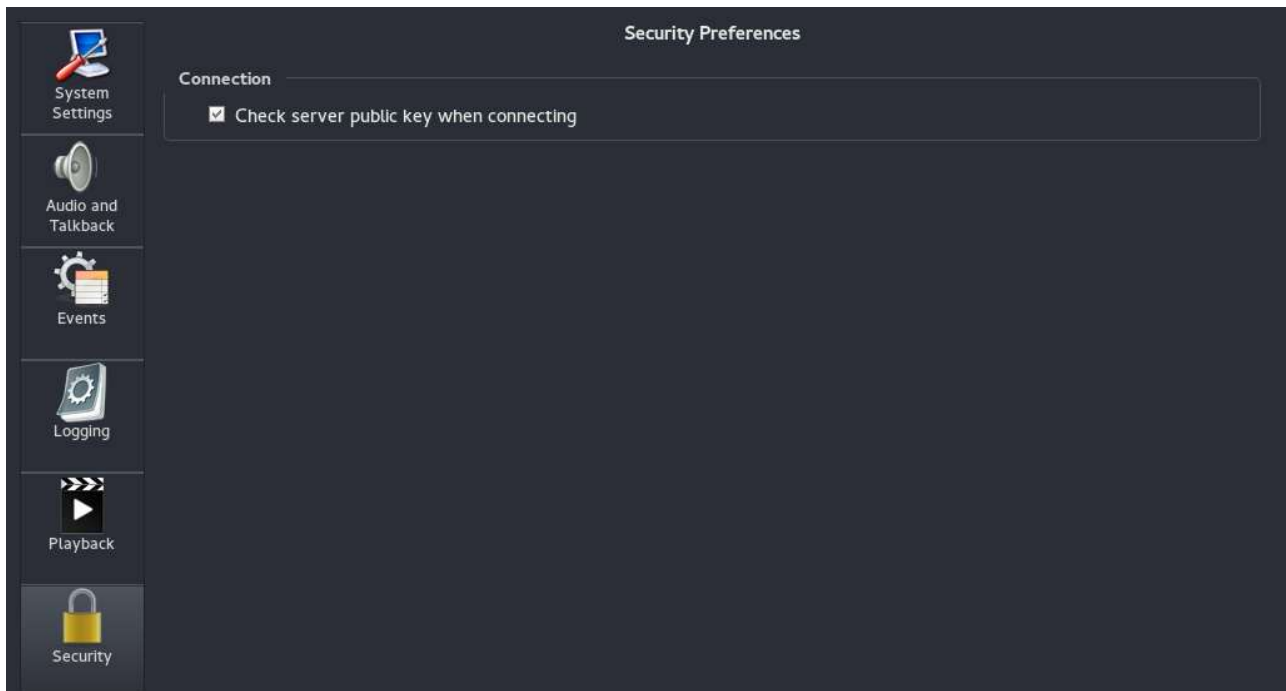 Security Preferences
Connection
Check server public key when connecting
System
Settings
Audio and
Talkback
Events
Logging
Playback
Security